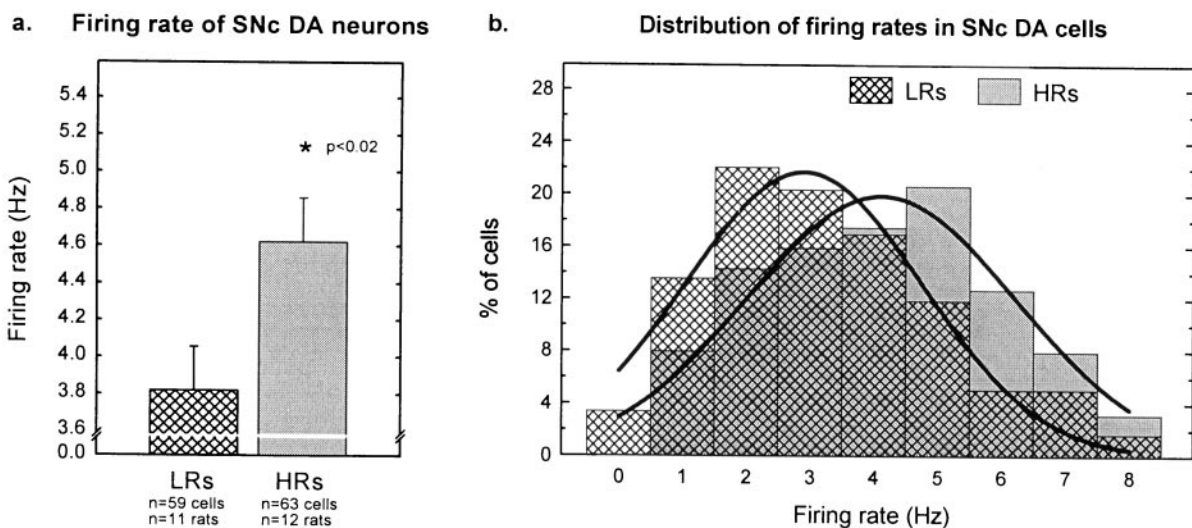 a. Firing rate of SNc DA neurons
Firing rate (Hz)
5.4
5.2
5.0
4.8
4.6
4.4
4.2
4.0
3.8
3.6
0.0
* p<0.02
LRs
n=59 cells
n=11 rats
HRs
n=63 cells
n=12 rats
b. Distribution of firing rates in SNc DA cells
% of cells
28
24
20
16
12
8
4
0
LRs HRs
0 1 2 3 4 5 6 7 8
Firing rate (Hz)